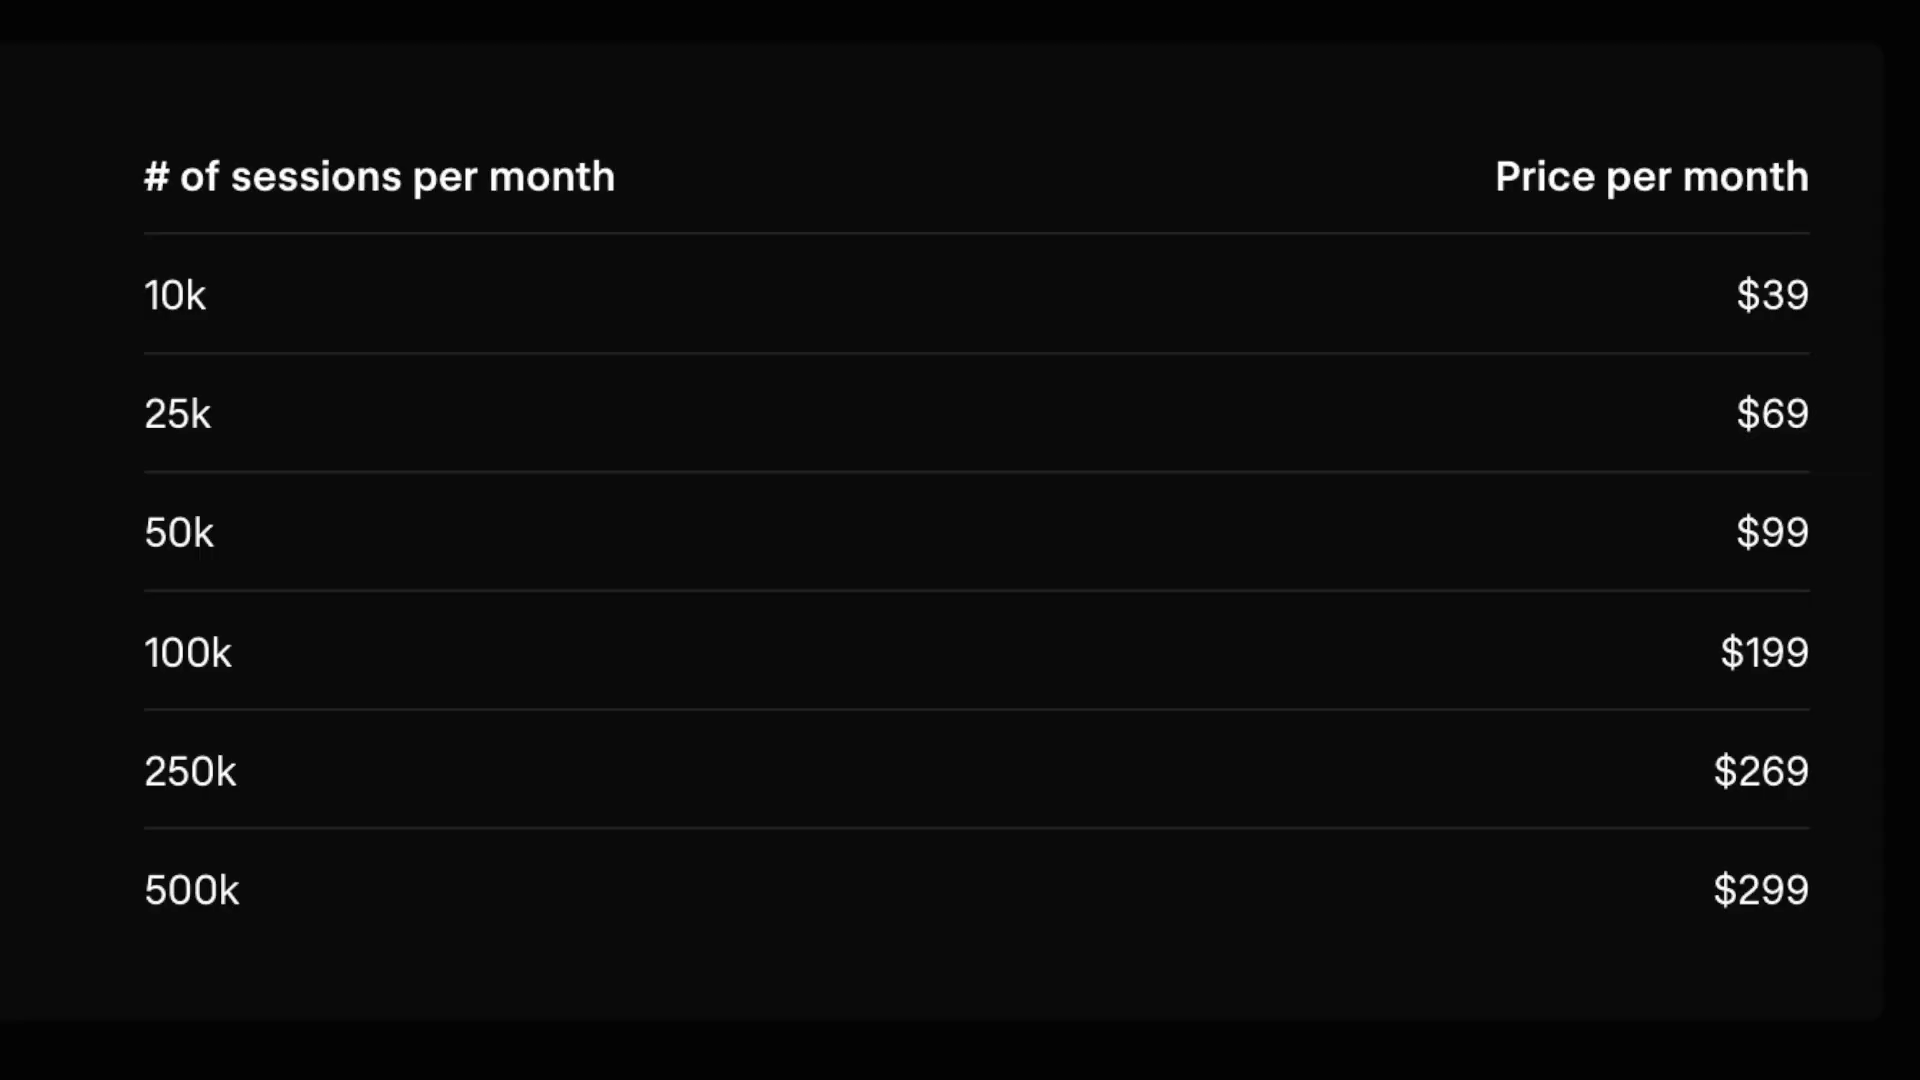 # of sessions per month Price per month
10k $39
25k $69
50k $99
100k $199
250k $269
500k $299